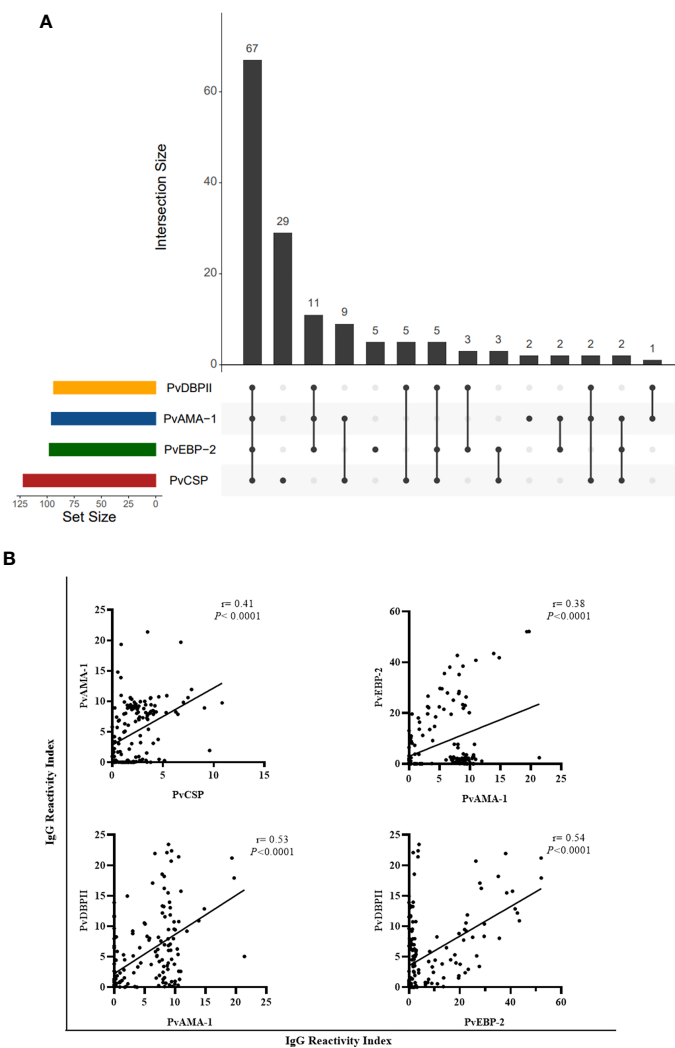 A
67
60
29
40
20
11
9
5
5
5
3
3
2
2
2
2
1
0
Intersection Size
PvDBPII
PvAMA−1
PvEBP−2
PvCSP
125 100 75 50 25 0
Set Size
B
IgG Reactivity Index
r= 0.41
P< 0.0001
25
20
15
10
5
0
PvAMA-1
0 5 10 15
PvCSP
r= 0.38
P<0.0001
60
40
20
0
PvEBP-2
0 5 10 15 20 25
PvAMA-1
r= 0.53
P<0.0001
25
20
15
10
5
0
PvDBPII
0 5 10 15 20 25
PvAMA-1
r= 0.54
P<0.0001
25
20
15
10
5
0
PvDBPII
0 20 40 60
PvEBP-2
IgG Reactivity Index